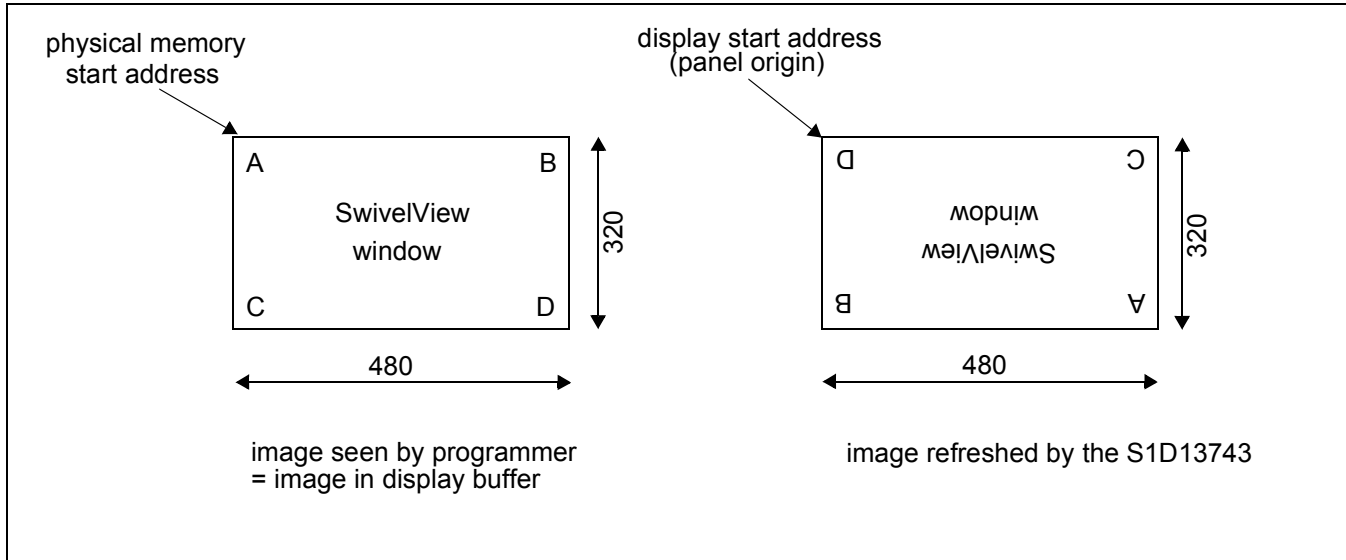 physical memory
start address
A
B
SwivelView
window
C
D
320
480
image seen by programmer
= image in display buffer
display start address
(panel origin)
D
C
window
SwivelView
B
A
320
480
image refreshed by the S1D13743